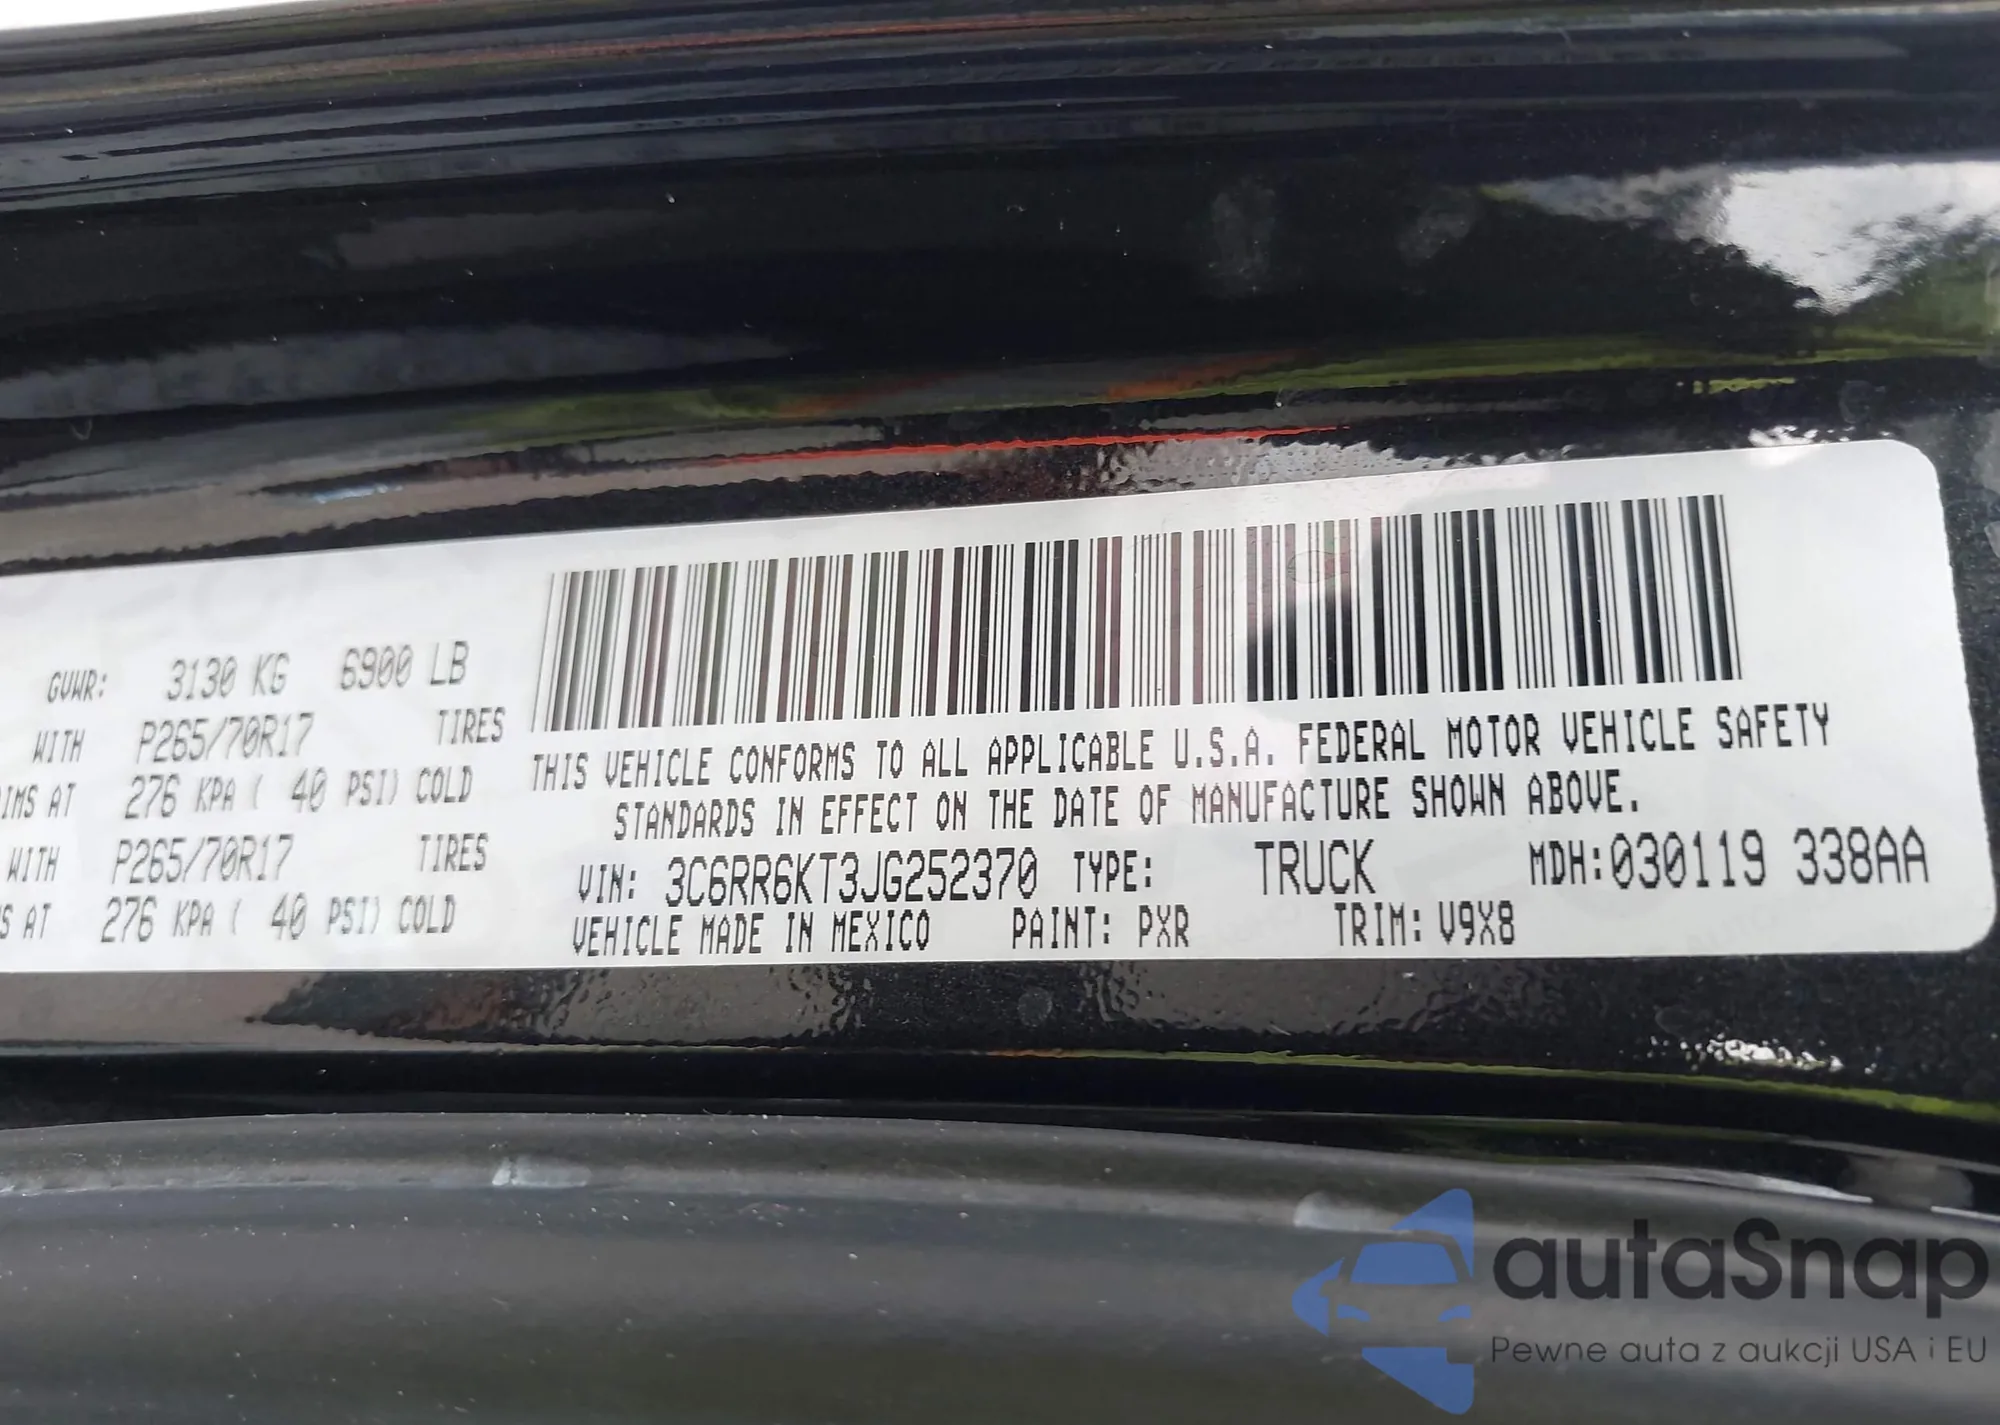 GVWR: 3130 KG 6900 LB
WITH P265/70R17 TIRES
IMS AT 276 KPA ( 40 PSI) COLD
WITH P265/70R17 TIRES
S AT 276 KPA ( 40 PSI) COLD
THIS VEHICLE CONFORMS TO ALL APPLICABLE U.S.A. FEDERAL MOTOR VEHICLE SAFETY
STANDARDS IN EFFECT ON THE DATE OF MANUFACTURE SHOWN ABOVE.
VIN: 3C6RR6KT3JG252370 TYPE: TRUCK MDH:030119 338AA
VEHICLE MADE IN MEXICO PAINT: PXR TRIM: V9X8
autaSnap
Pewne auta z aukcji USA i EU